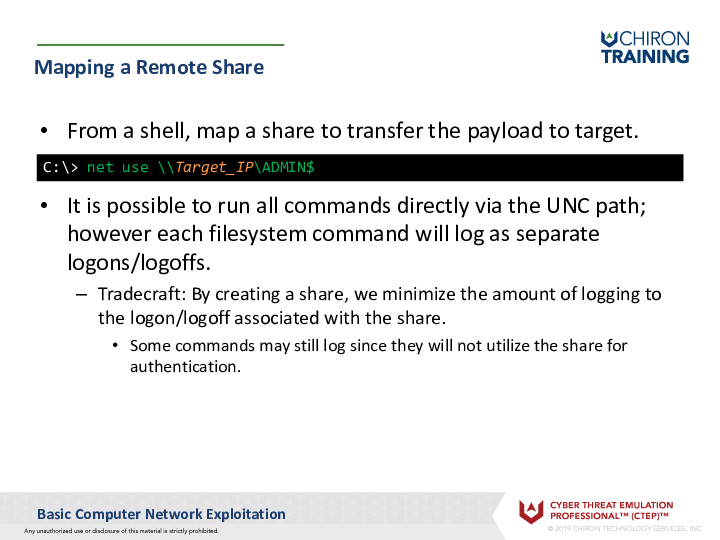 CHIRON
TRAINING
Mapping a Remote Share
• From a shell, map a share to transfer the payload to target.
C:\> net use \\Target_IP\ADMIN$
• It is possible to run all commands directly via the UNC path;
however each filesystem command will log as separate
logons/logoffs.
– Tradecraft: By creating a share, we minimize the amount of logging to
the logon/logoff associated with the share.
• Some commands may still log since they will not utilize the share for
authentication.
Basic Computer Network Exploitation
Any unauthorized use or disclosure of this material is strictly prohibited.
CYBER THREAT EMULATION
PROFESSIONAL™ (CTEP)™
© 2019 CHIRON TECHNOLOGY SERVICES, INC.